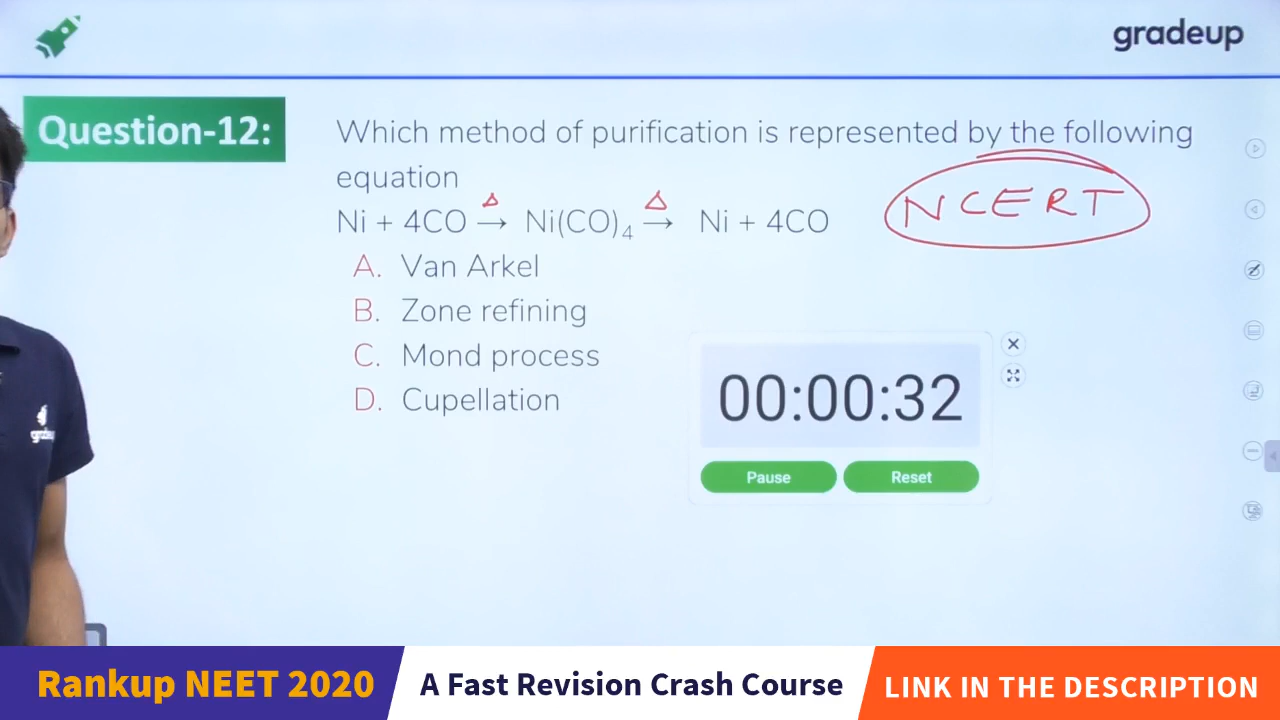 gradeup
Question-12:
Which method of purification is represented by the following
equation
Δ Δ
Ni + 4CO → Ni(CO)₄ → Ni + 4CO
NCERT
A. Van Arkel
B. Zone refining
C. Mond process
D. Cupellation
00:00:32
Pause Reset
Rankup NEET 2020 A Fast Revision Crash Course LINK IN THE DESCRIPTION